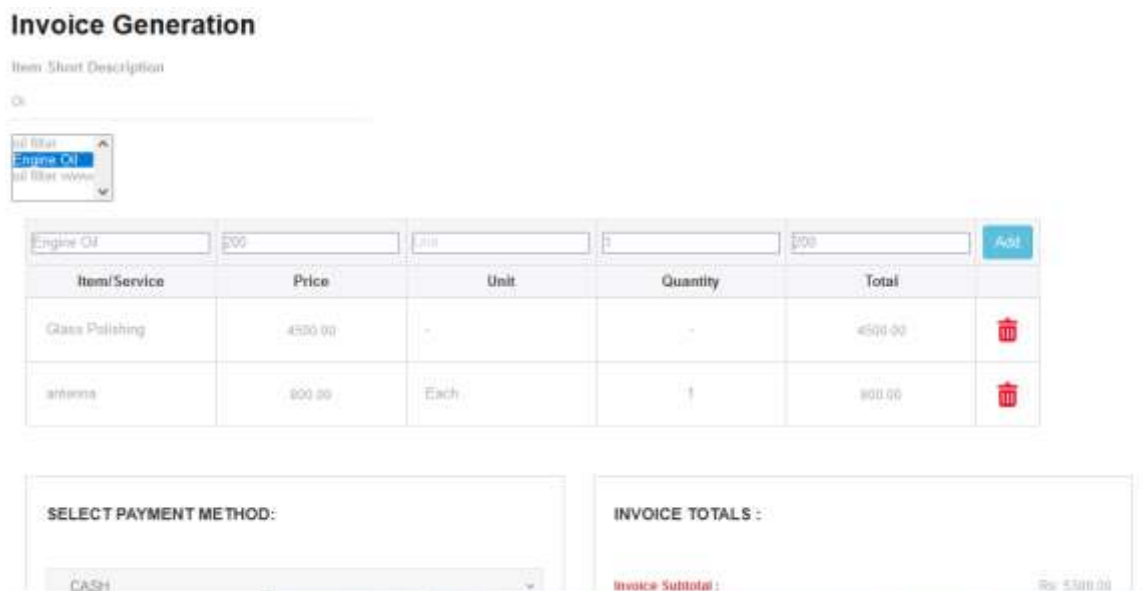 Invoice Generation
Item Short Description
Oi
oil filter
Engine Oil
oil filter wwww
Engine Oil 200 Unit 1 200 Add
Item/Service Price Unit Quantity Total
Glass Polishing 4500.00 - - 4500.00
antenna 800.00 Each 1 800.00
SELECT PAYMENT METHOD: INVOICE TOTALS :
CASH Invoice Subtotal : Rs: 5300.00